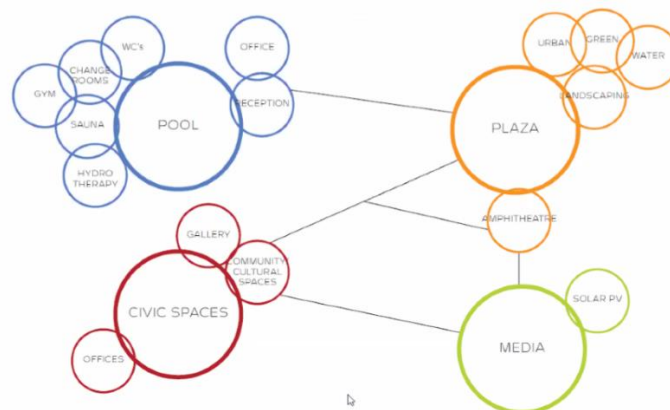 WC's
OFFICE
CHANGE
ROOMS
GYM
RECEPTION
SAUNA
POOL
HYDRO
THERAPY
URBAN
GREEN
WATER
LANDSCAPING
PLAZA
AMPHITHEATRE
GALLERY
COMMUNITY
CULTURAL
SPACES
CIVIC SPACES
OFFICES
SOLAR PV
MEDIA